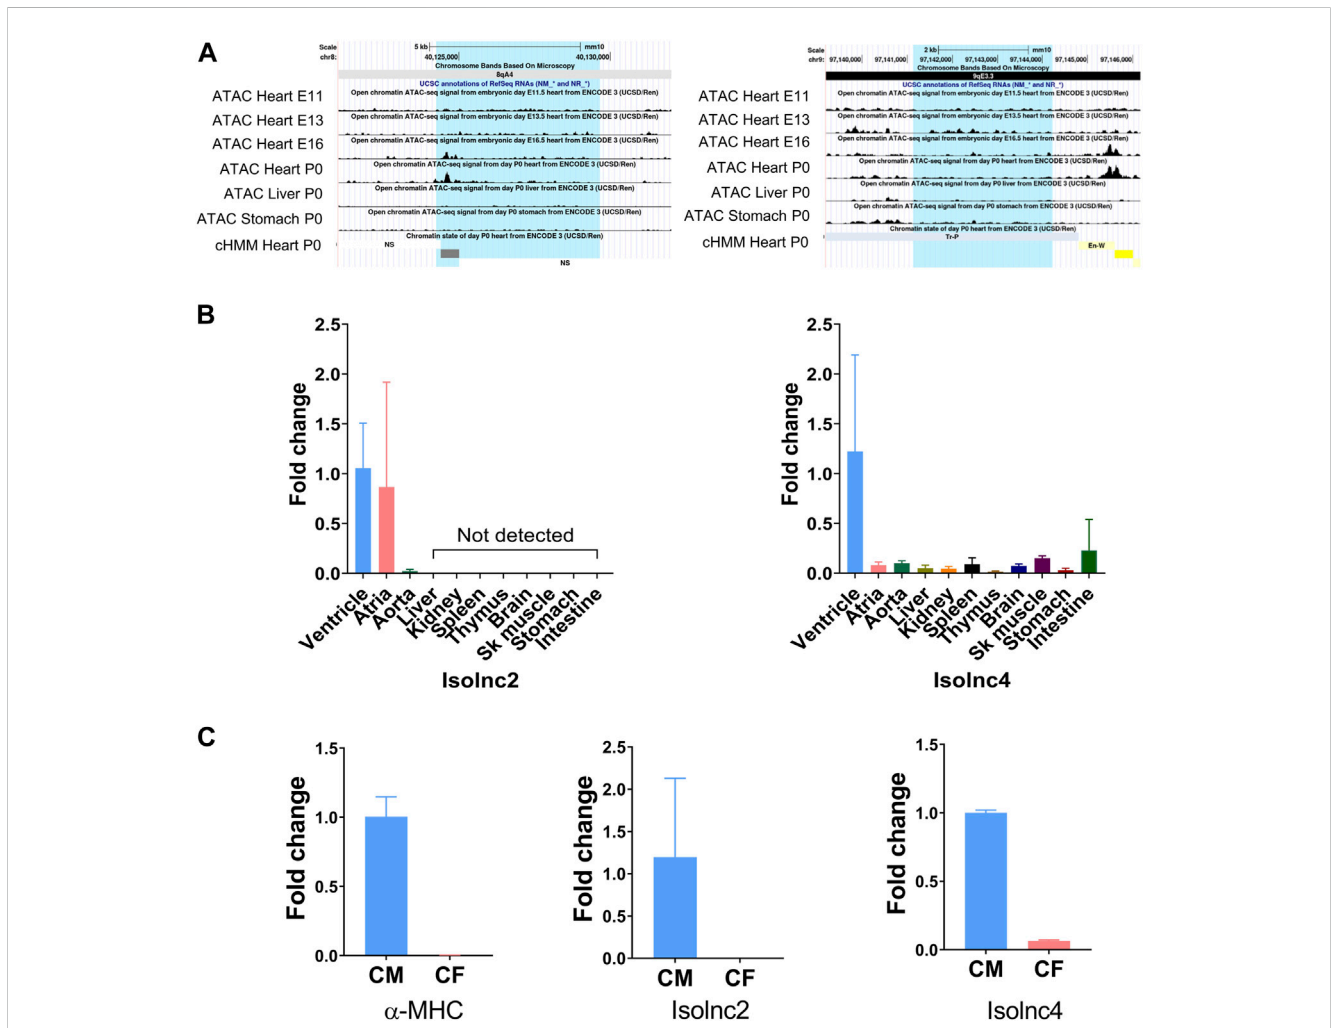 A
Scale 5 kb mm10
chr8: 40,125,000 40,130,000
Chromosome Bands Based On Microscopy
8qA4
UCSC annotations of RefSeq RNAs (NM_* and NR_*)
ATAC Heart E11
Open chromatin ATAC-seq signal from embryonic day E11.5 heart from ENCODE 3 (UCSD/Ren)
ATAC Heart E13
Open chromatin ATAC-seq signal from embryonic day E13.5 heart from ENCODE 3 (UCSD/Ren)
ATAC Heart E16
Open chromatin ATAC-seq signal from embryonic day E16.5 heart from ENCODE 3 (UCSD/Ren)
ATAC Heart P0
Open chromatin ATAC-seq signal from day P0 heart from ENCODE 3 (UCSD/Ren)
ATAC Liver P0
Open chromatin ATAC-seq signal from day P0 liver from ENCODE 3 (UCSD/Ren)
ATAC Stomach P0
Open chromatin ATAC-seq signal from day P0 stomach from ENCODE 3 (UCSD/Ren)
cHMM Heart P0
Chromatin state of day P0 heart from ENCODE 3 (UCSD/Ren)
NS
NS
Scale 2 kb mm10
chr9: 97,140,000 97,141,000 97,142,000 97,143,000 97,144,000 97,145,000 97,146,000
Chromosome Bands Based On Microscopy
9qE3.3
UCSC annotations of RefSeq RNAs (NM_* and NR_*)
ATAC Heart E11
Open chromatin ATAC-seq signal from embryonic day E11.5 heart from ENCODE 3 (UCSD/Ren)
ATAC Heart E13
Open chromatin ATAC-seq signal from embryonic day E13.5 heart from ENCODE 3 (UCSD/Ren)
ATAC Heart E16
Open chromatin ATAC-seq signal from embryonic day E16.5 heart from ENCODE 3 (UCSD/Ren)
ATAC Heart P0
Open chromatin ATAC-seq signal from day P0 heart from ENCODE 3 (UCSD/Ren)
ATAC Liver P0
Open chromatin ATAC-seq signal from day P0 liver from ENCODE 3 (UCSD/Ren)
ATAC Stomach P0
Open chromatin ATAC-seq signal from day P0 stomach from ENCODE 3 (UCSD/Ren)
cHMM Heart P0
Chromatin state of day P0 heart from ENCODE 3 (UCSD/Ren)
Tr-P
En-W
B
Fold change
2.5
2.0
1.5
1.0
0.5
0.0
Not detected
Ventricle Atria Aorta Liver Kidney Spleen Thymus Brain Sk muscle Stomach Intestine
IsoInc2
Fold change
2.5
2.0
1.5
1.0
0.5
0.0
Ventricle Atria Aorta Liver Kidney Spleen Thymus Brain Sk muscle Stomach Intestine
IsoInc4
C
Fold change
1.5
1.0
0.5
0.0
CM CF
α-MHC
Fold change
2.5
2.0
1.5
1.0
0.5
0.0
CM CF
IsoInc2
Fold change
1.5
1.0
0.5
0.0
CM CF
IsoInc4